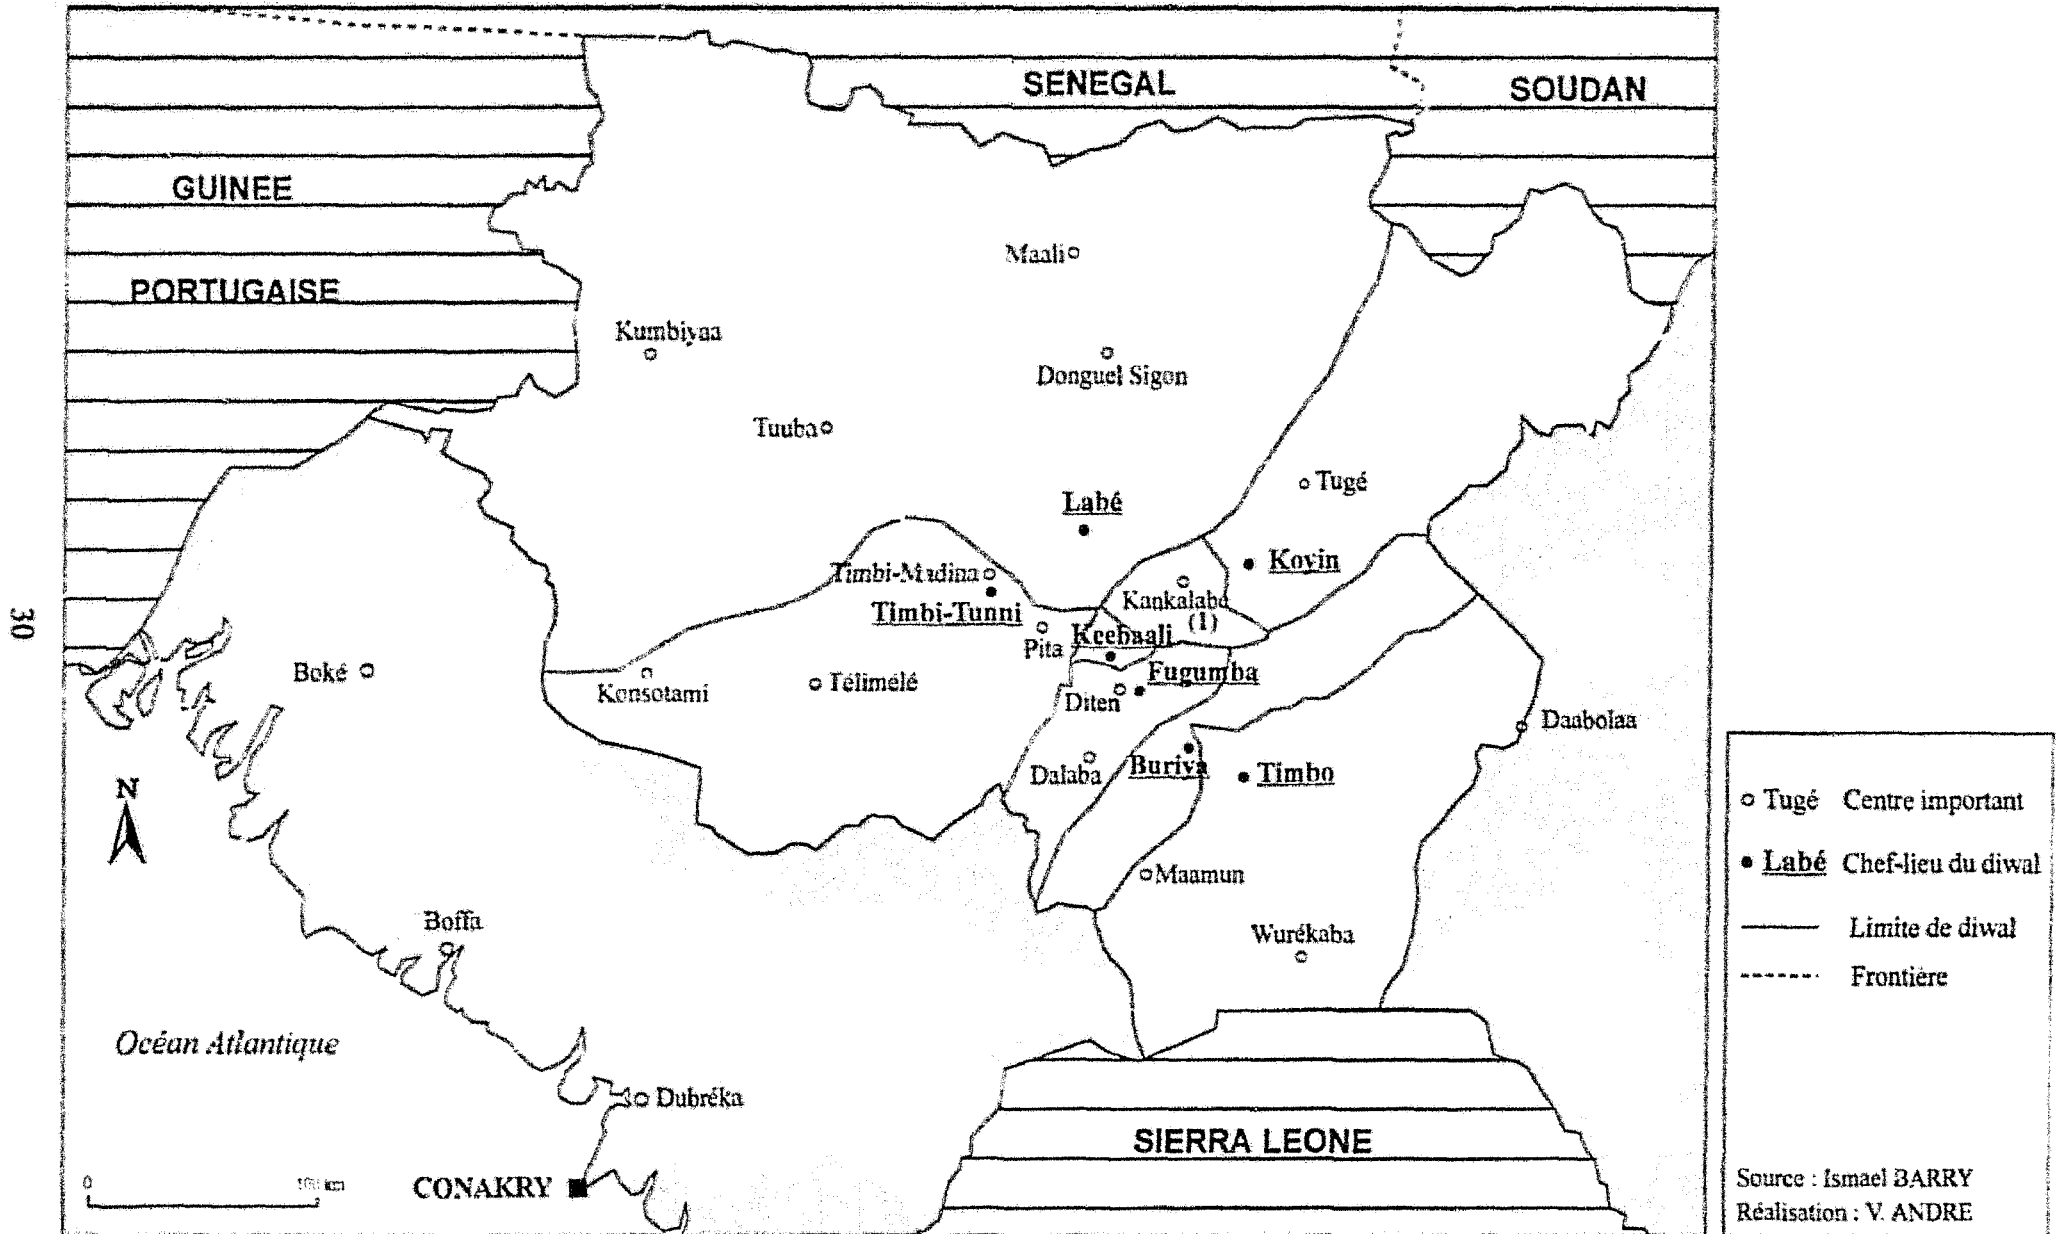 SENEGAL
SOUDAN
GUINEE
PORTUGAISE
Maali
Kumbiyaa
Donguel Sigon
Tuuba
Tugé
Labé
Koyin
Timbi-Madina
Timbi-Tunni
Kankalabé
(1)
Keebaali
Pita
Fugumba
Boké
Konsotami
Télimélé
Diten
Daabolaa
Dalaba
Buriya
Timbo
N
Maamun
Boffa
Wurékaba
Océan Atlantique
Dubréka
SIERRA LEONE
CONAKRY
0 100 km
Tugé Centre important
Labé Chef-lieu du diwal
Limite de diwal
Frontière
Source : Ismael BARRY
Réalisation : V. ANDRE
30